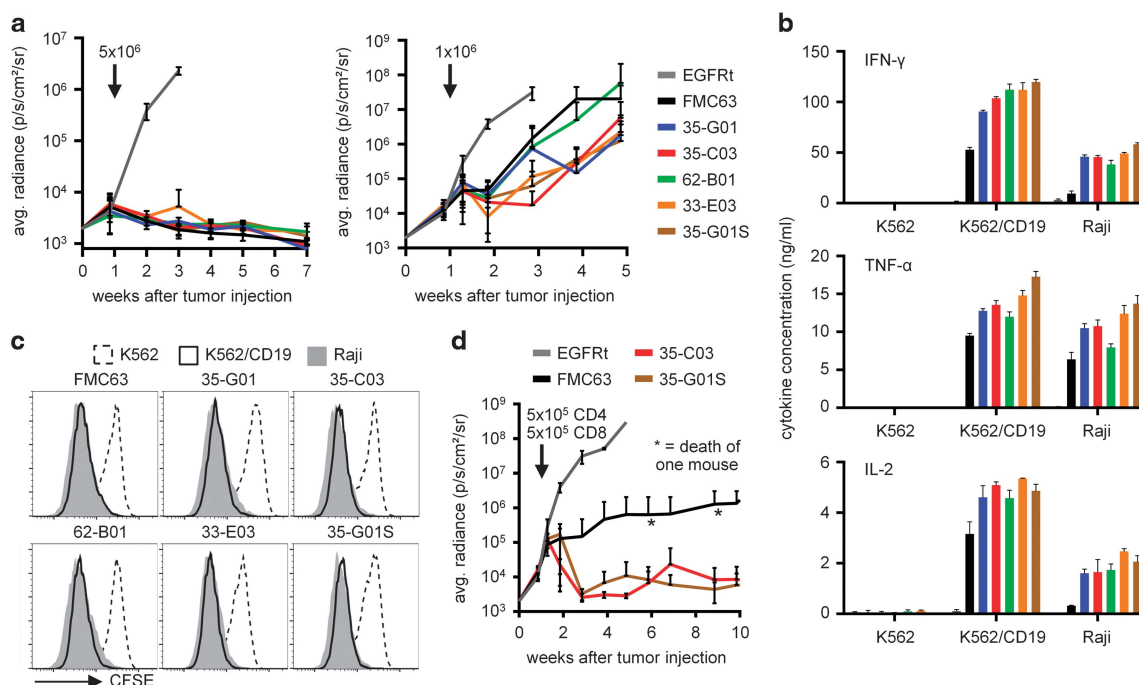 a
5x10⁶
avg. radiance (p/s/cm²/sr)
10⁷
10⁶
10⁵
10⁴
10³
0 1 2 3 4 5 6 7
weeks after tumor injection
1x10⁶
avg. radiance (p/s/cm²/sr)
10⁹
10⁸
10⁷
10⁶
10⁵
10⁴
10³
0 1 2 3 4 5
weeks after tumor injection
EGFRt
FMC63
35-G01
35-C03
62-B01
33-E03
35-G01S
b
cytokine concentration (ng/ml)
IFN-γ
150
100
50
0
K562 K562/CD19 Raji
TNF-α
20
15
10
5
0
K562 K562/CD19 Raji
IL-2
6
4
2
0
K562 K562/CD19 Raji
c
K562 K562/CD19 Raji
FMC63 35-G01 35-C03
62-B01 33-E03 35-G01S
CFSE
d
EGFRt 35-C03
FMC63 35-G01S
5x10⁵ CD4
5x10⁵ CD8
* = death of
one mouse
* *
avg. radiance (p/s/cm²/sr)
10⁹
10⁸
10⁷
10⁶
10⁵
10⁴
10³
0 2 4 6 8 10
weeks after tumor injection